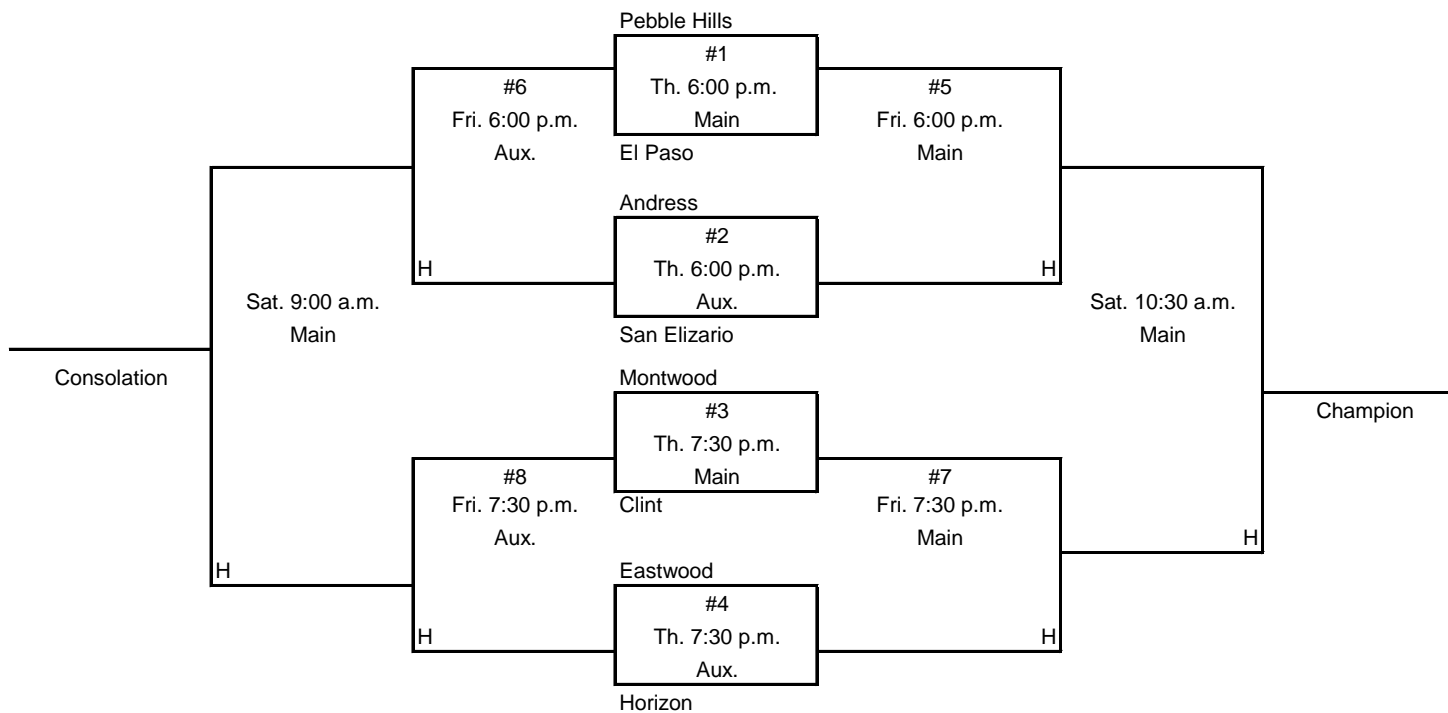 Pebble Hills
#1
Th. 6:00 p.m.
Main
El Paso
#6
Fri. 6:00 p.m.
Aux.
#5
Fri. 6:00 p.m.
Main
Andress
#2
Th. 6:00 p.m.
Aux.
San Elizario
H
H
Sat. 9:00 a.m.
Main
Sat. 10:30 a.m.
Main
Consolation
Champion
Montwood
#3
Th. 7:30 p.m.
Main
Clint
#8
Fri. 7:30 p.m.
Aux.
#7
Fri. 7:30 p.m.
Main
H
H
Eastwood
#4
Th. 7:30 p.m.
Aux.
Horizon
H
H